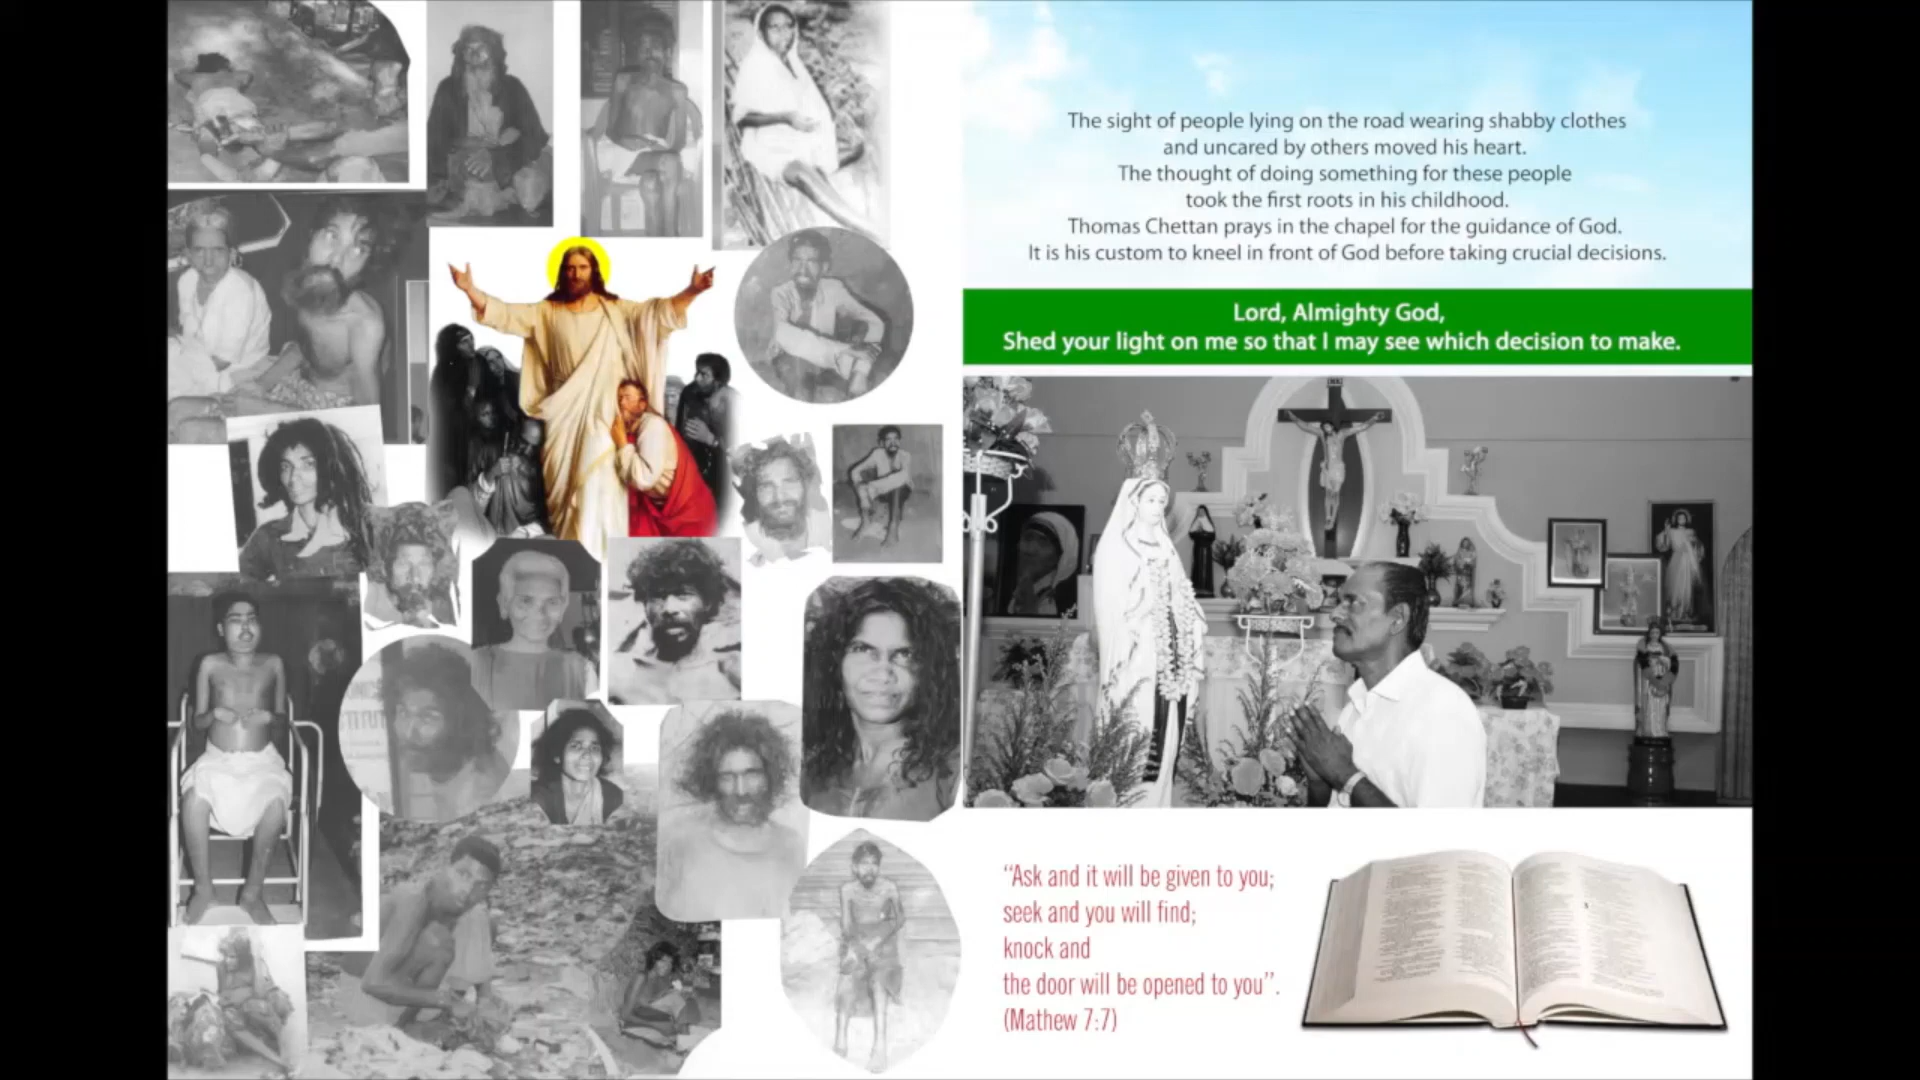 The sight of people lying on the road wearing shabby clothes
and uncared by others moved his heart.
The thought of doing something for these people
took the first roots in his childhood.
Thomas Chettan prays in the chapel for the guidance of God.
It is his custom to kneel in front of God before taking crucial decisions.
Lord, Almighty God,
Shed your light on me so that I may see which decision to make.
“Ask and it will be given to you;
seek and you will find;
knock and
the door will be opened to you”.
(Mathew 7:7)